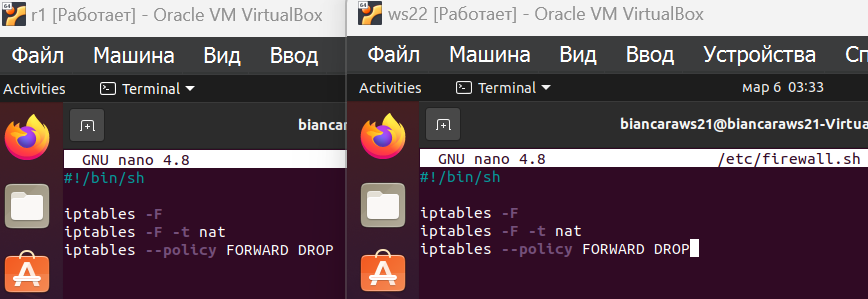 r1 [Работает] - Oracle VM VirtualBox
Файл Машина Вид Ввод
Activities Terminal
biancar
GNU nano 4.8
#!/bin/sh
iptables -F
iptables -F -t nat
iptables --policy FORWARD DROP
ws22 [Работает] - Oracle VM VirtualBox
Файл Машина Вид Ввод Устройства Сп
Activities Terminal мар 6 03:33
biancaraws21@biancaraws21-Virtua
GNU nano 4.8 /etc/firewall.sh
#!/bin/sh
iptables -F
iptables -F -t nat
iptables --policy FORWARD DROP